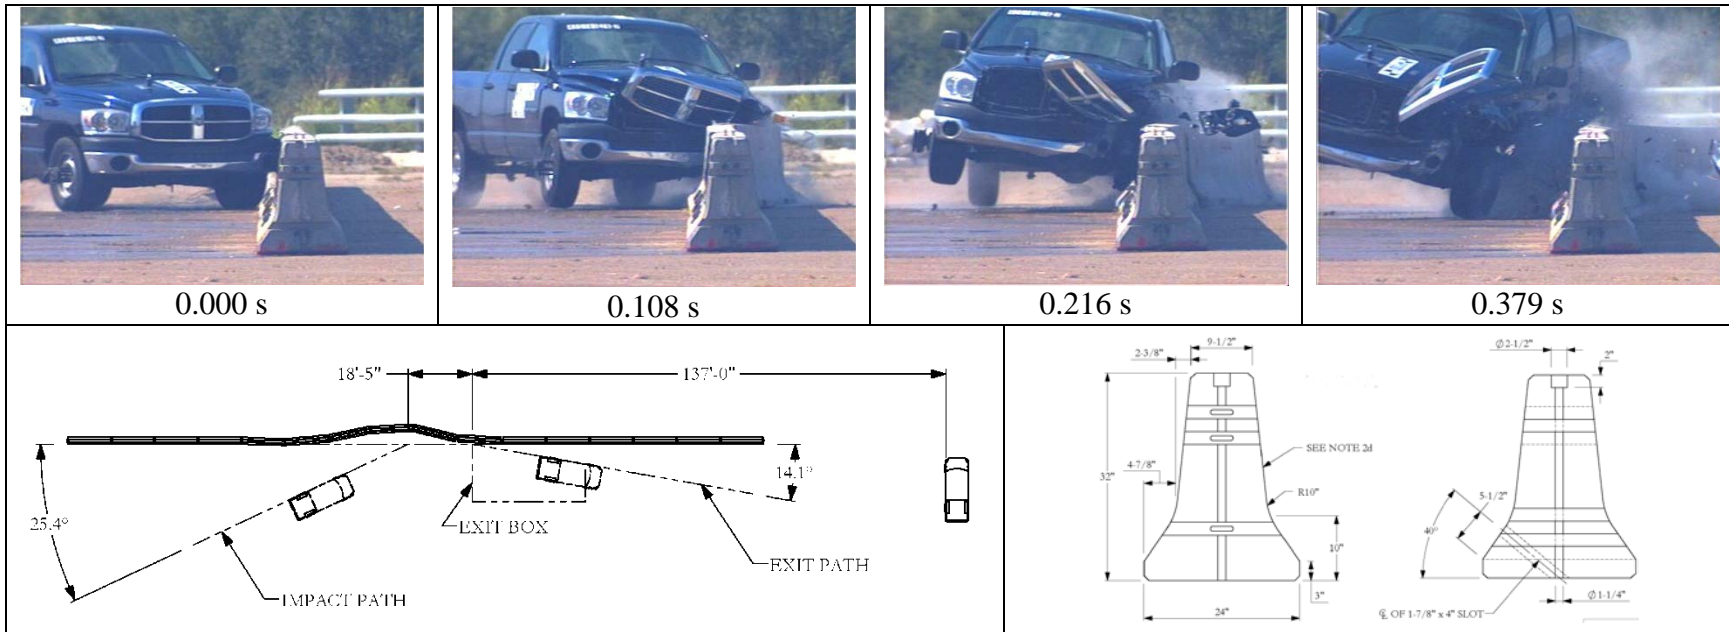 0.000 s
0.108 s
0.216 s
0.379 s
18'-5"
137'-0"
25.4°
14.1°
EXIT BOX
EXIT PATH
IMPACT PATH
9-1/2"
2-3/8"
32"
4-7/8"
SEE NOTE 2d
R10"
10"
3"
24"
Ø2-1/2"
2"
5-1/2"
40°
Ø1-1/4"
℄ OF 1-7/8" x 4" SLOT